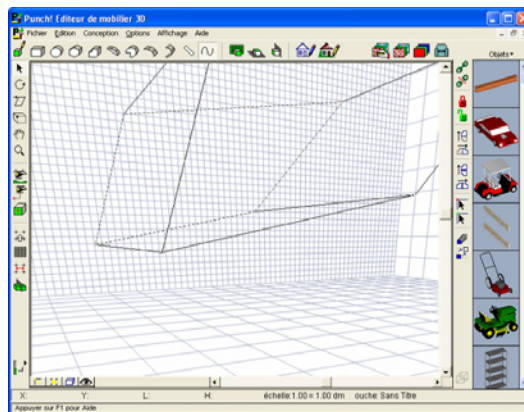 Punch! Editeur de mobilier 3D
Fichier Edition Conception Options Affichage Aide
Objets
X: Y: L: H: échelle:1.00 = 1.00 dm ouche: Sans Titre
Appuyer sur F1 pour Aide